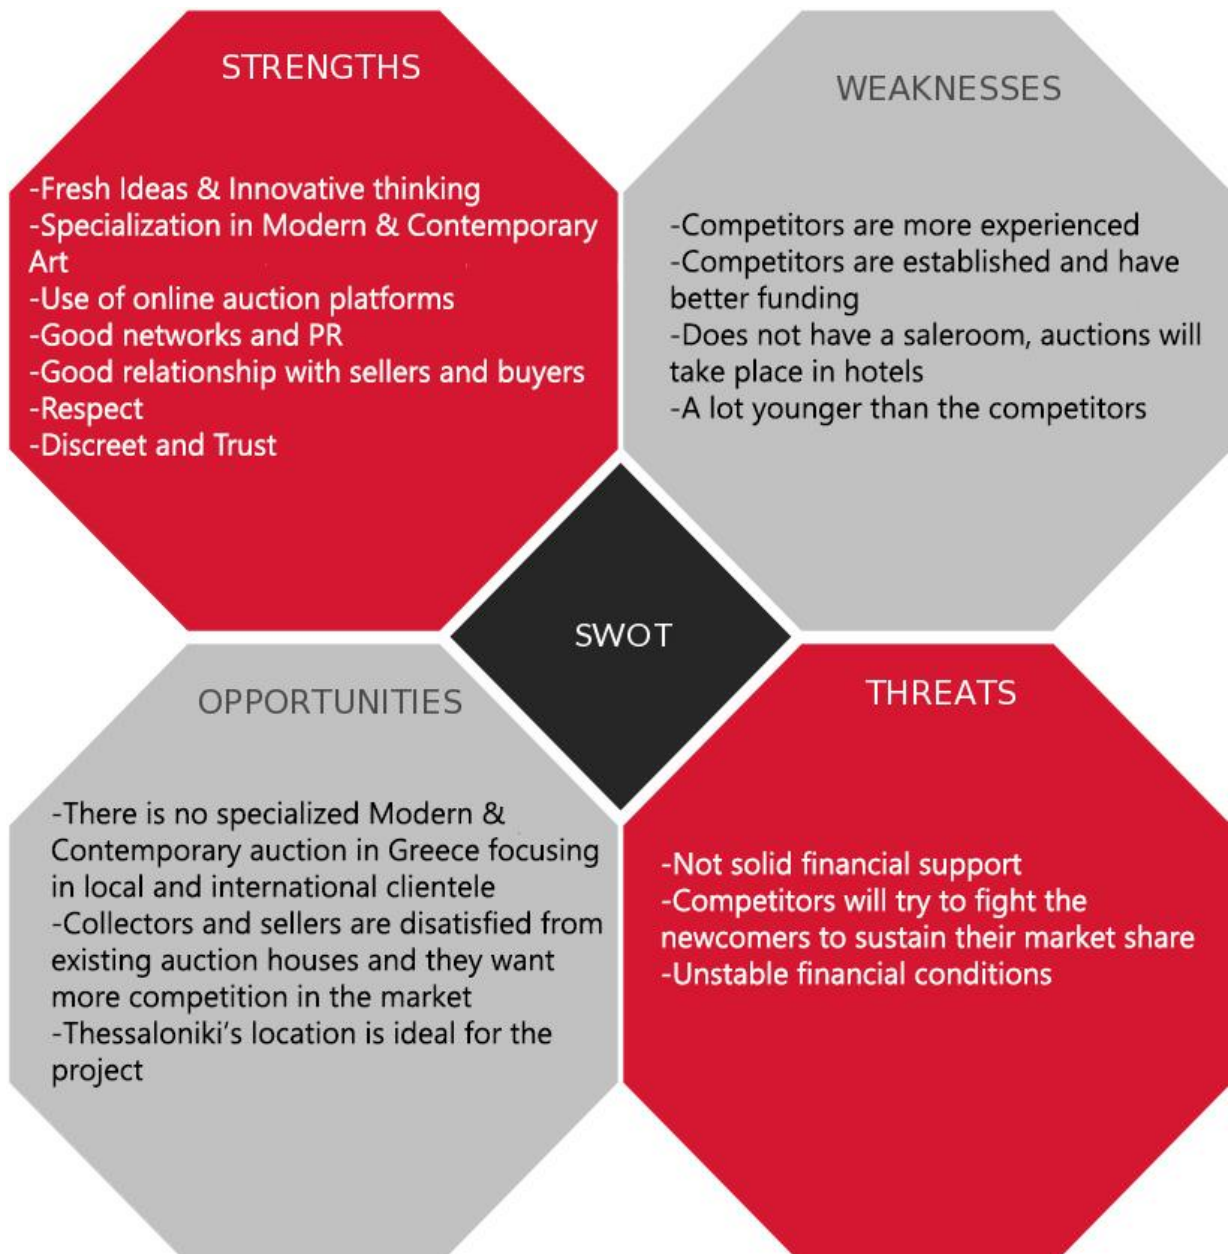 STRENGTHS
-Fresh Ideas & Innovative thinking
-Specialization in Modern & Contemporary
Art
-Use of online auction platforms
-Good networks and PR
-Good relationship with sellers and buyers
-Respect
-Discreet and Trust
WEAKNESSES
-Competitors are more experienced
-Competitors are established and have
better funding
-Does not have a saleroom, auctions will
take place in hotels
-A lot younger than the competitors
SWOT
OPPORTUNITIES
-There is no specialized Modern &
Contemporary auction in Greece focusing
in local and international clientele
-Collectors and sellers are disatisfied from
existing auction houses and they want
more competition in the market
-Thessaloniki's location is ideal for the
project
THREATS
-Not solid financial support
-Competitors will try to fight the
newcomers to sustain their market share
-Unstable financial conditions